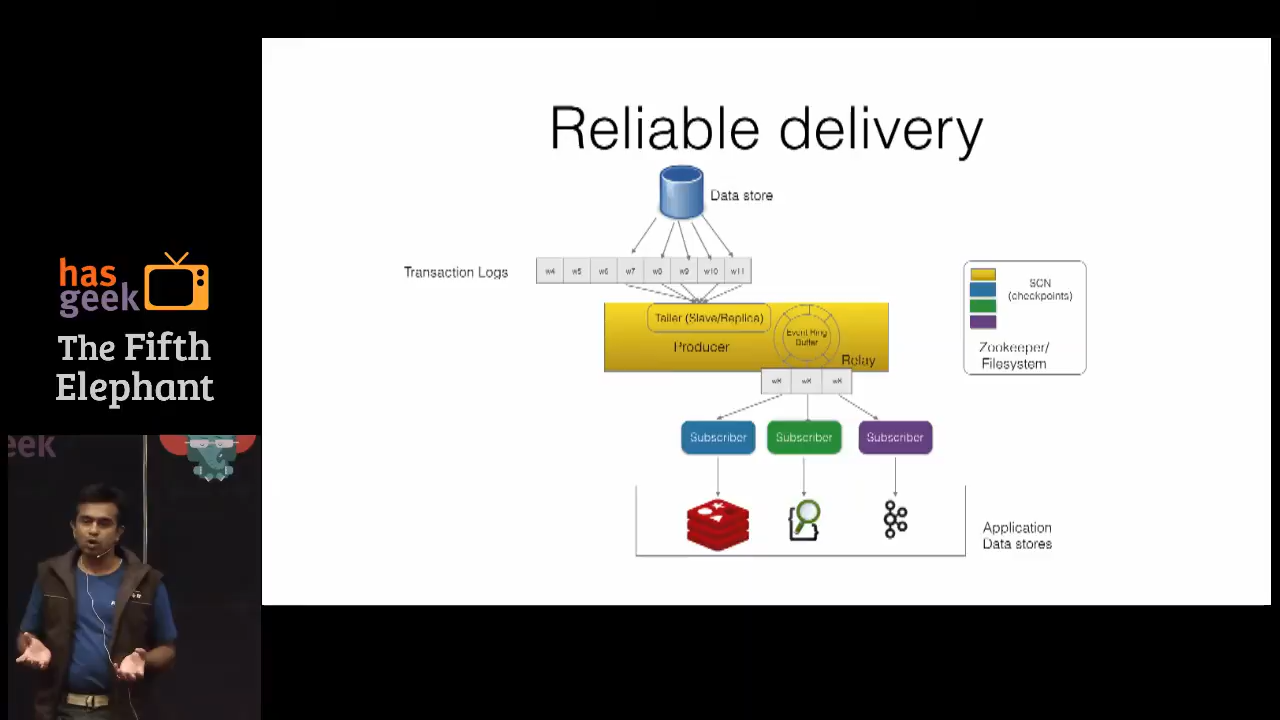 Reliable delivery
Data store
Transaction Logs
w4 w5 w6 w7 w8 w9 w10 w11
Tailer (Slave/Replica)
Producer
Event Ring
Buffer
Relay
SCN
(checkpoints)
Zookeeper/
Filesystem
Subscriber
Subscriber
Subscriber
Application
Data stores
has
geek
The Fifth
Elephant
eek